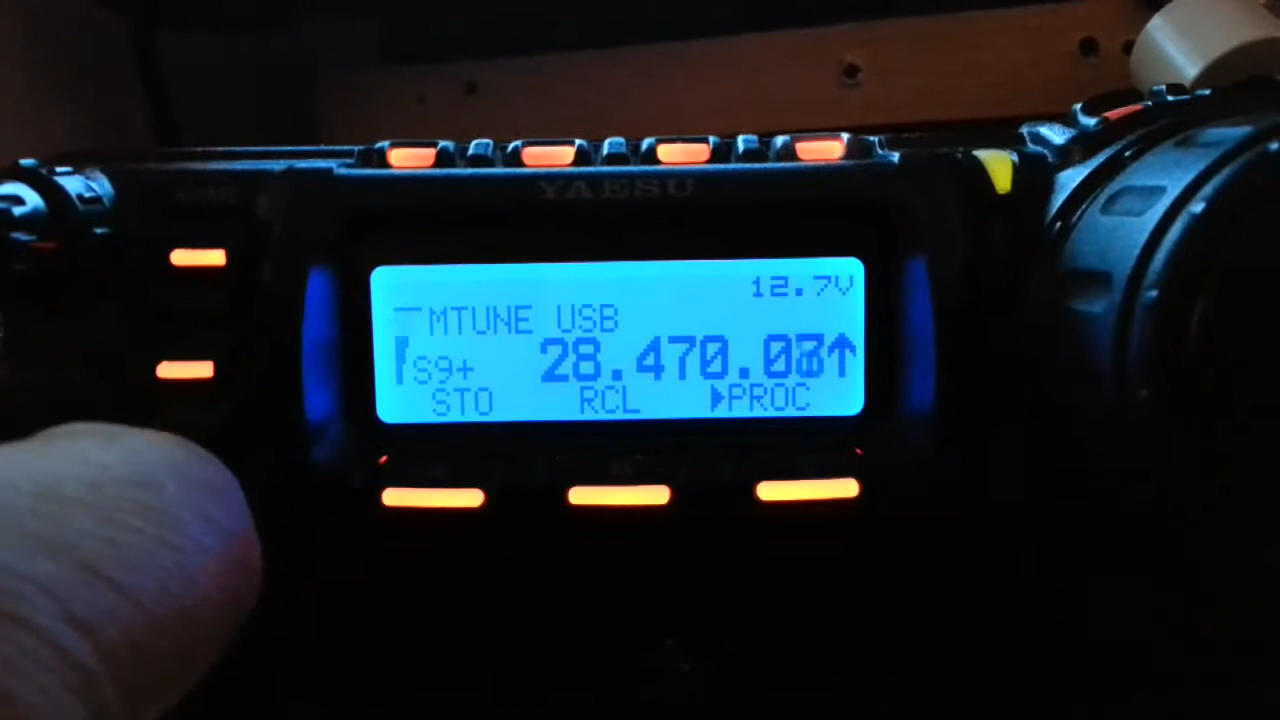 YAESU
12.7V
MTUNE USB
S9+ 28.470.0
STO RCL PROC